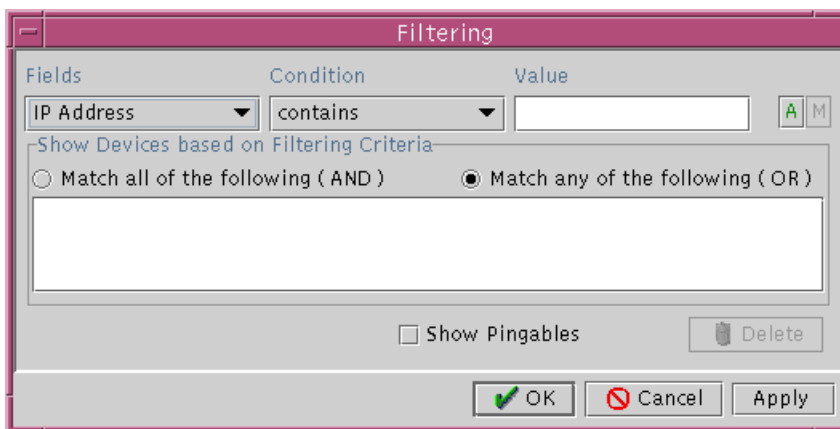 Filtering
Fields Condition Value
IP Address contains A M
Show Devices based on Filtering Criteria
Match all of the following ( AND ) Match any of the following ( OR )
Show Pingables Delete
OK Cancel Apply